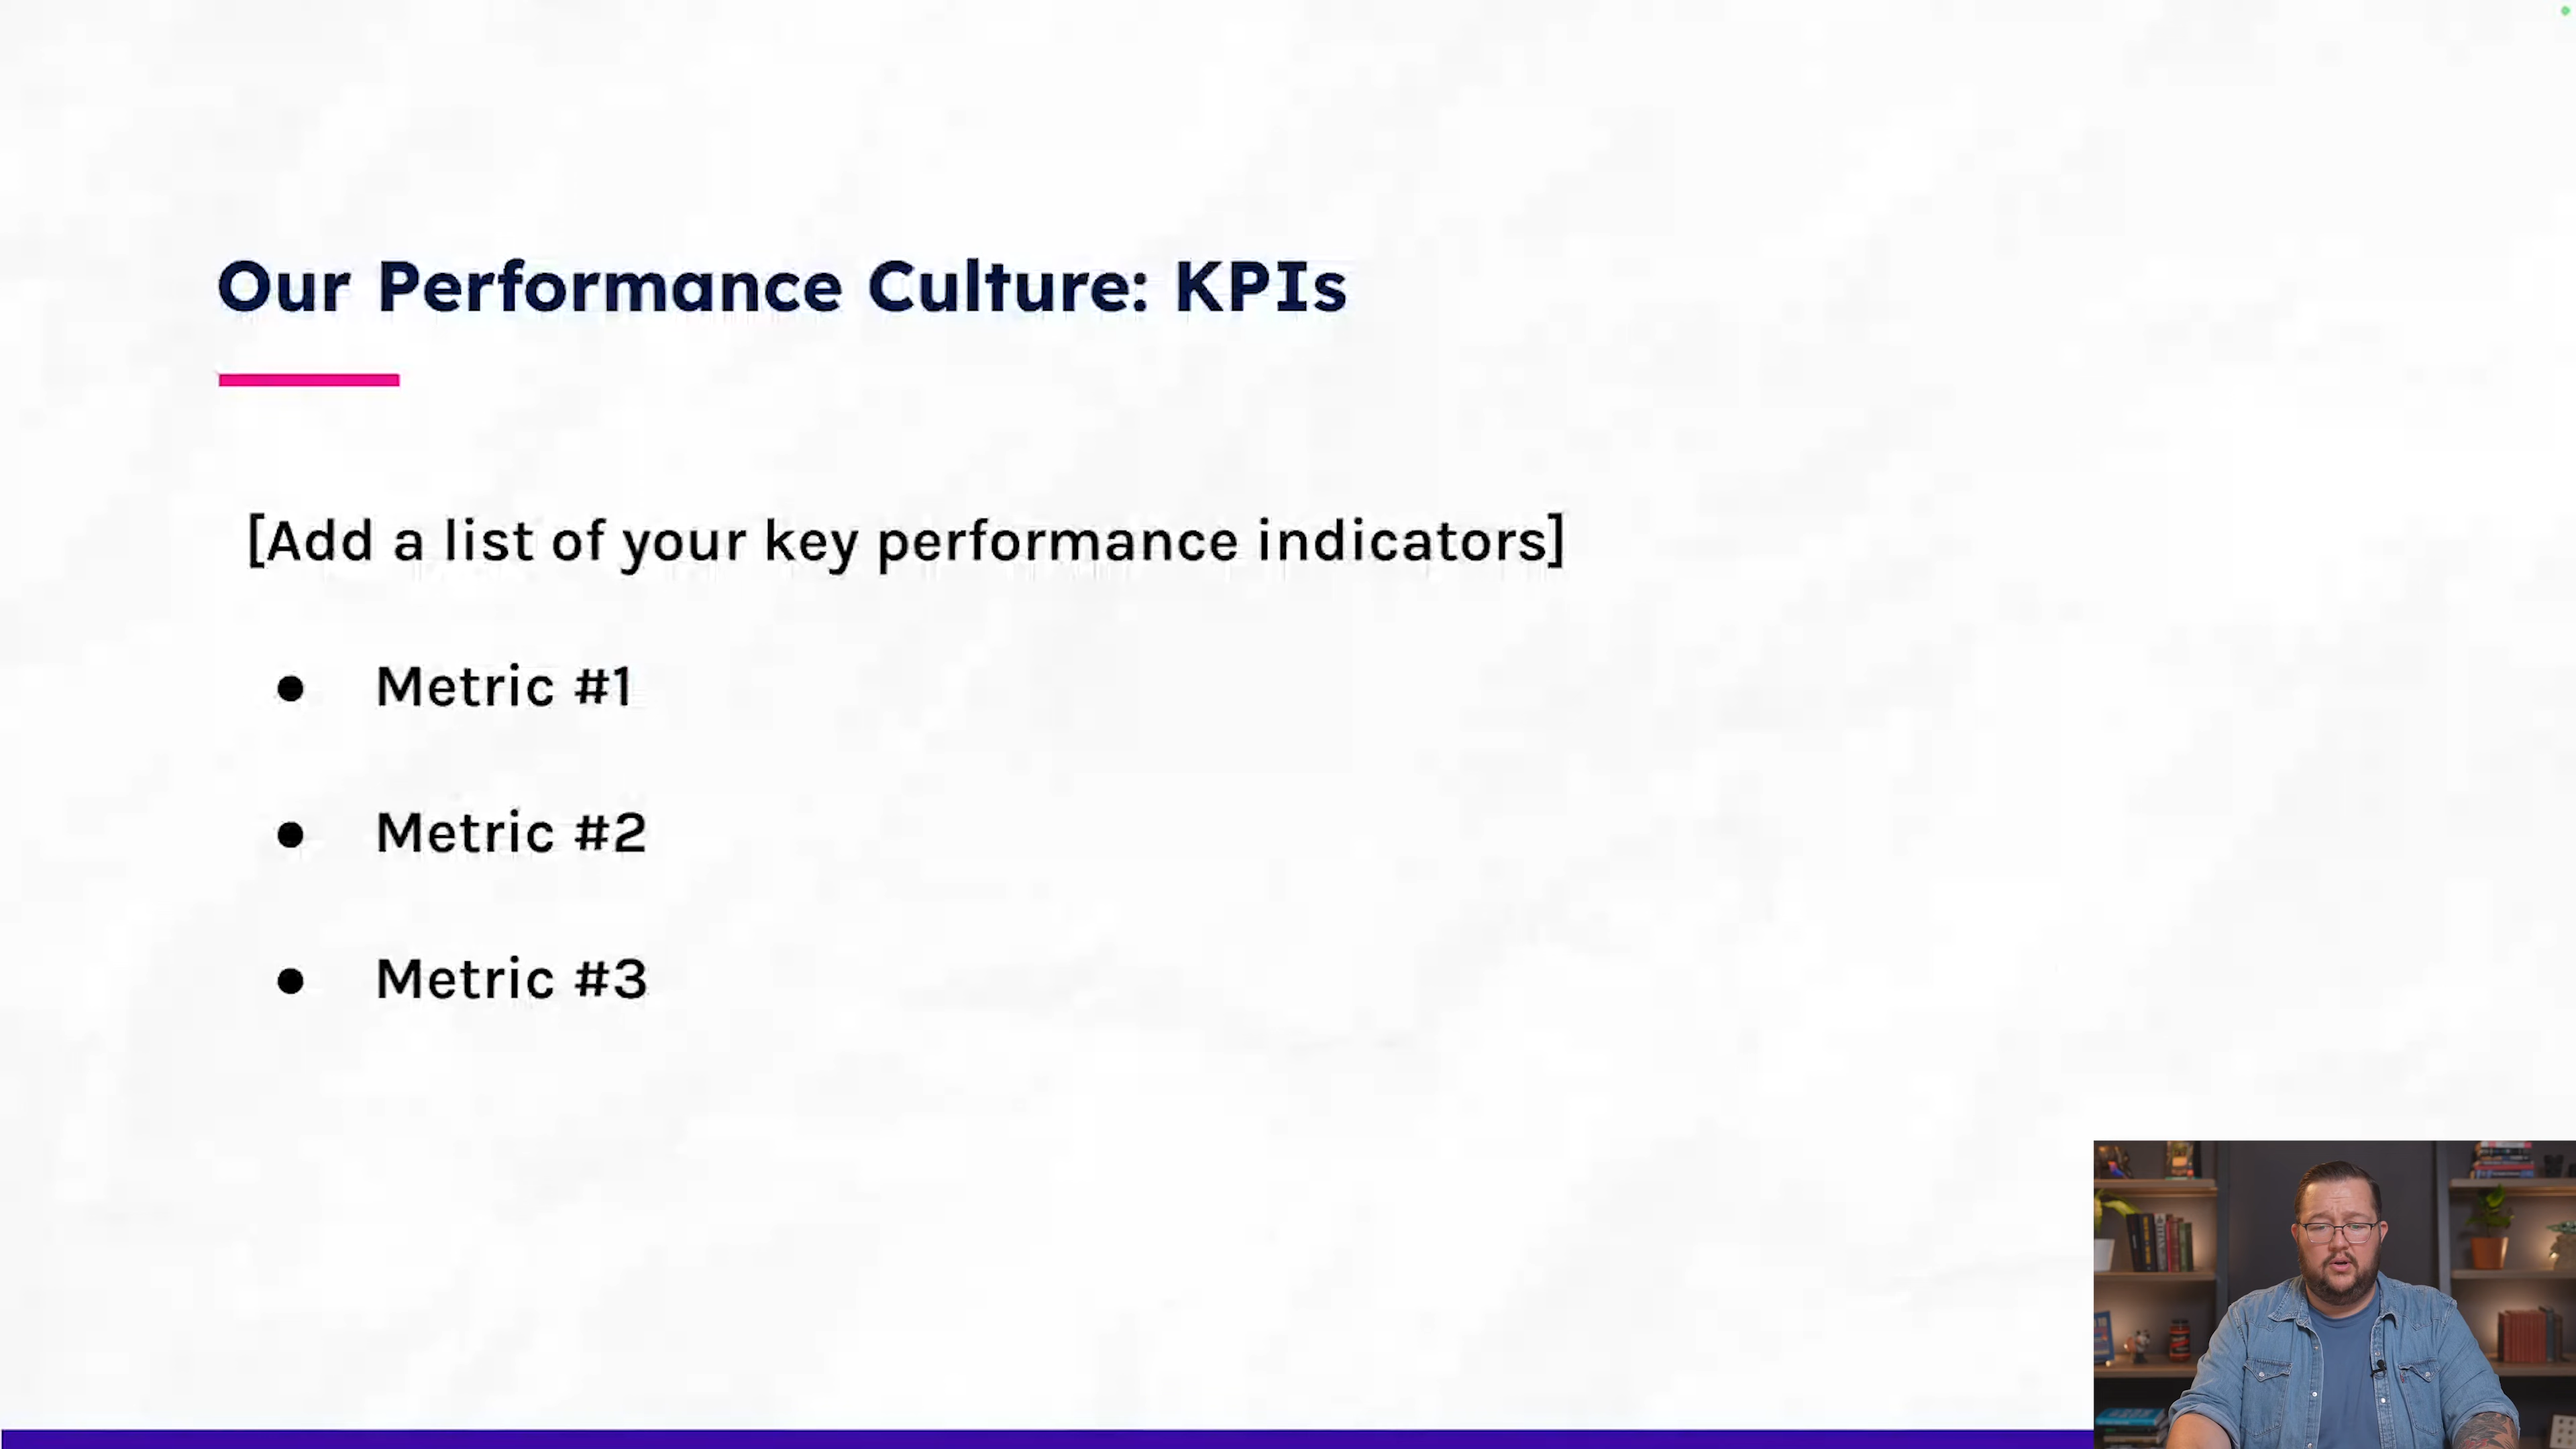 Our Performance Culture: KPIs
[Add a list of your key performance indicators]
● Metric #1
● Metric #2
● Metric #3